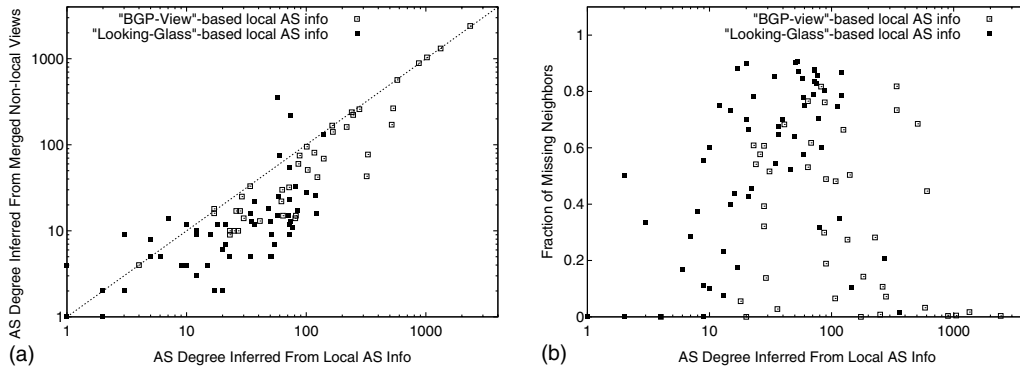 "BGP-View"-based local AS info
"Looking-Glass"-based local AS info
AS Degree Inferred From Merged Non-local Views
1000
100
10
1
1
10
100
1000
AS Degree Inferred From Local AS Info
(a)
"BGP-view"-based local AS info
"Looking-Glass"-based local AS info
Fraction of Missing Neighbors
1
0.8
0.6
0.4
0.2
0
1
10
100
1000
AS Degree Inferred From Local AS Info
(b)